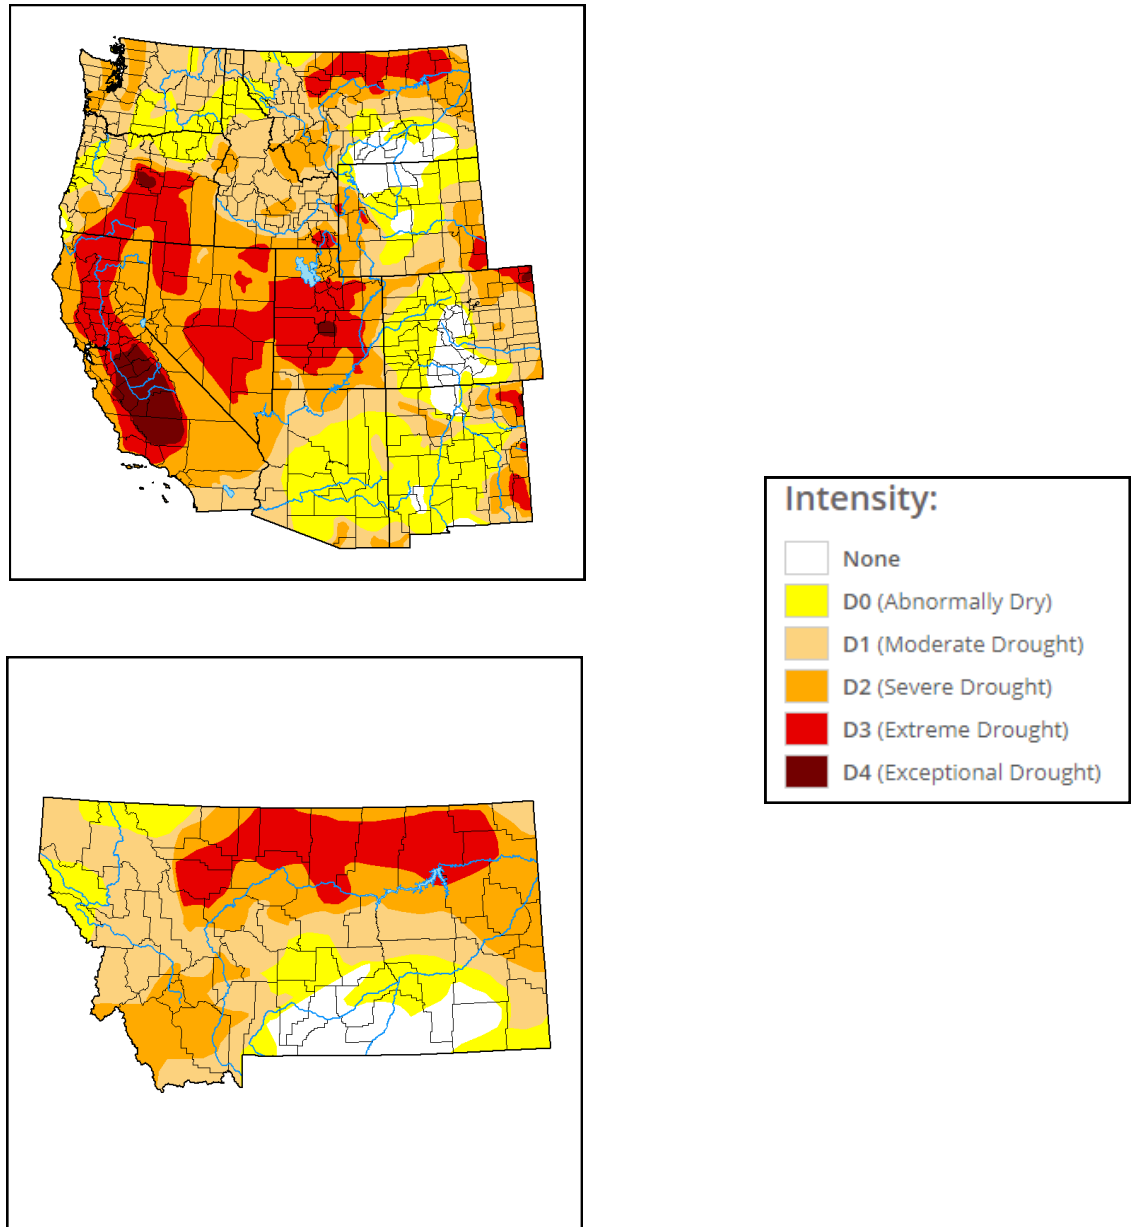 Intensity:
None
D0 (Abnormally Dry)
D1 (Moderate Drought)
D2 (Severe Drought)
D3 (Extreme Drought)
D4 (Exceptional Drought)